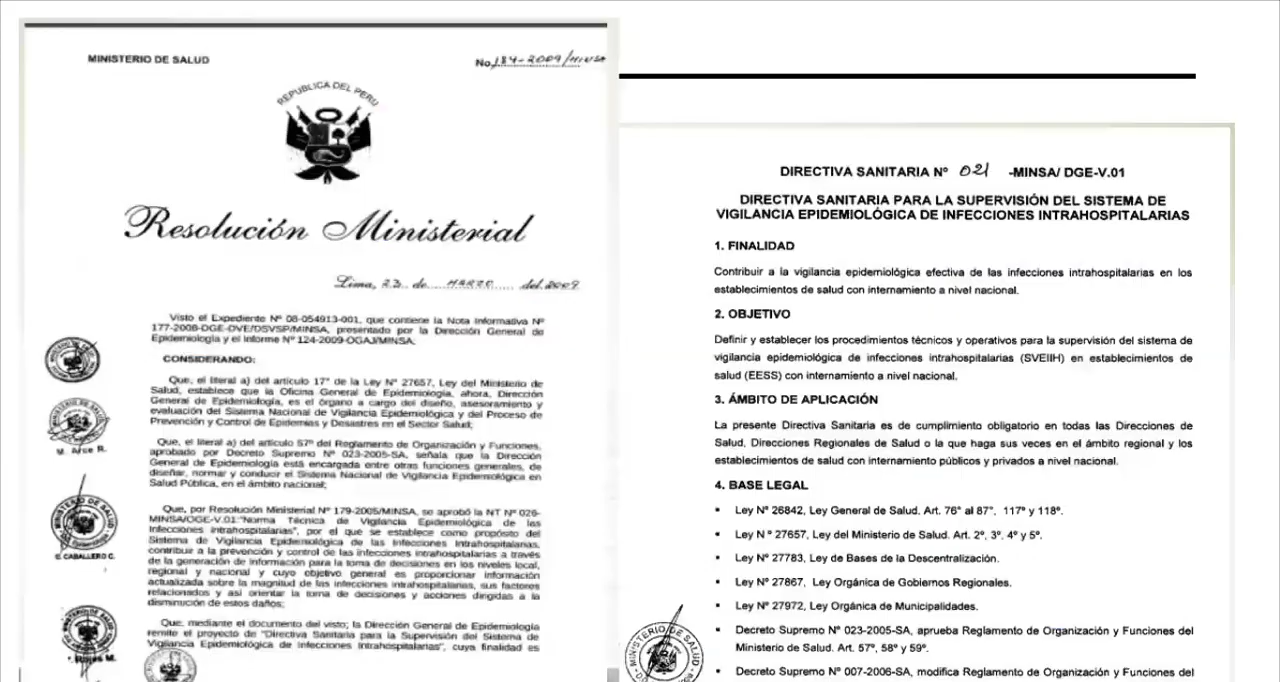 MINISTERIO DE SALUD
No 184-2009/MINSA
REPUBLICA DEL PERU
Resolución Ministerial
Lima, 23 de MARZO del 2009
Visto el Expediente Nº 08-054913-001, que contiene la Nota Informativa Nº
177-2008-DGE-DVE/DSVSP/MINSA, presentado por la Dirección General de
Epidemiología y el Informe Nº 124-2009-OGAJ/MINSA;
CONSIDERANDO:
Que, el literal a) del artículo 17º de la Ley Nº 27657, Ley del Ministerio de
Salud, establece que la Oficina General de Epidemiología, ahora, Dirección
General de Epidemiología, es el órgano a cargo del diseño, asesoramiento y
evaluación del Sistema Nacional de Vigilancia Epidemiológica y del Proceso de
Prevención y Control de Epidemias y Desastres en el Sector Salud;
Que, el literal a) del artículo 57º del Reglamento de Organización y Funciones,
aprobado por Decreto Supremo Nº 023-2005-SA, señala que la Dirección
General de Epidemiología está encargada entre otras funciones generales, de
diseñar, normar y conducir el Sistema Nacional de Vigilancia Epidemiológica en
Salud Pública, en el ámbito nacional;
Que, por Resolución Ministerial Nº 179-2005/MINSA, se aprobó la NT Nº 026-
MINSA/OGE-V.01:"Norma Técnica de Vigilancia Epidemiológica de las
Infecciones Intrahospitalarias", por el que se establece como propósito del
Sistema de Vigilancia Epidemiológica de las Infecciones Intrahospitalarias,
contribuir a la prevención y control de las infecciones intrahospitalarias a través
de la generación de información para la toma de decisiones en los niveles local,
regional y nacional y cuyo objetivo general es proporcionar información
actualizada sobre la magnitud de las infecciones intrahospitalarias, sus factores
relacionados y así orientar la toma de decisiones y acciones dirigidas a la
disminución de estos daños;
Que, mediante el documento del visto; la Dirección General de Epidemiología
remite el proyecto de "Directiva Sanitaria para la Supervisión del Sistema de
Vigilancia Epidemiológica de Infecciones Intrahospitalarias", cuya finalidad es
M. Arce R.
C. CABALLERO C.
Rojas M.
DIRECTIVA SANITARIA Nº 021 -MINSA/ DGE-V.01
DIRECTIVA SANITARIA PARA LA SUPERVISIÓN DEL SISTEMA DE
VIGILANCIA EPIDEMIOLÓGICA DE INFECCIONES INTRAHOSPITALARIAS
1. FINALIDAD
Contribuir a la vigilancia epidemiológica efectiva de las infecciones intrahospitalarias en los
establecimientos de salud con internamiento a nivel nacional.
2. OBJETIVO
Definir y establecer los procedimientos técnicos y operativos para la supervisión del sistema de
vigilancia epidemiológica de infecciones intrahospitalarias (SVEIIH) en establecimientos de
salud (EESS) con internamiento a nivel nacional.
3. ÁMBITO DE APLICACIÓN
La presente Directiva Sanitaria es de cumplimiento obligatorio en todas las Direcciones de
Salud, Direcciones Regionales de Salud o la que haga sus veces en el ámbito regional y los
establecimientos de salud con internamiento públicos y privados a nivel nacional.
4. BASE LEGAL
▪ Ley Nº 26842, Ley General de Salud. Art. 76º al 87º, 117º y 118º.
▪ Ley N º 27657, Ley del Ministerio de Salud. Art. 2º, 3º, 4º y 5º.
▪ Ley Nº 27783, Ley de Bases de la Descentralización.
▪ Ley Nº 27867, Ley Orgánica de Gobiernos Regionales.
▪ Ley Nº 27972, Ley Orgánica de Municipalidades.
▪ Decreto Supremo Nº 023-2005-SA, aprueba Reglamento de Organización y Funciones del
Ministerio de Salud. Art. 57º, 58º y 59º.
▪ Decreto Supremo Nº 007-2006-SA, modifica Reglamento de Organización y Funciones del
MINISTERIO DE SALUD